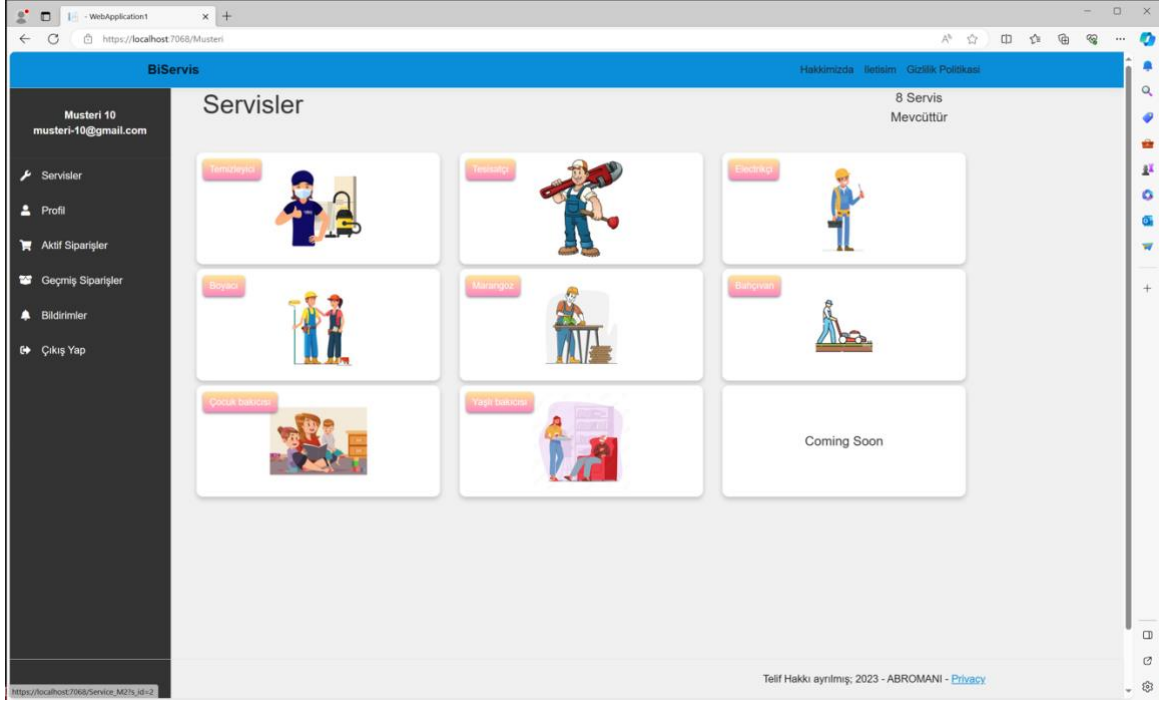 - WebApplication1
https://localhost:7068/Musteri
BiServis
Hakkimizda Iletisim Gizlilik Politikasi
Musteri 10
musteri-10@gmail.com
Servisler
Profil
Aktif Siparişler
Geçmiş Siparişler
Bildirimler
Çıkış Yap
Servisler
8 Servis
Mevcüttür
Temizleyici
Tesisatçı
Electrikçi
Boyacı
Marangoz
Bahçıvan
Çocuk bakıcısı
Yaşlı bakıcısı
Coming Soon
Telif Hakkı ayrılmış; 2023 - ABROMANI - Privacy
https://localhost:7068/Service_M2?s_id=2